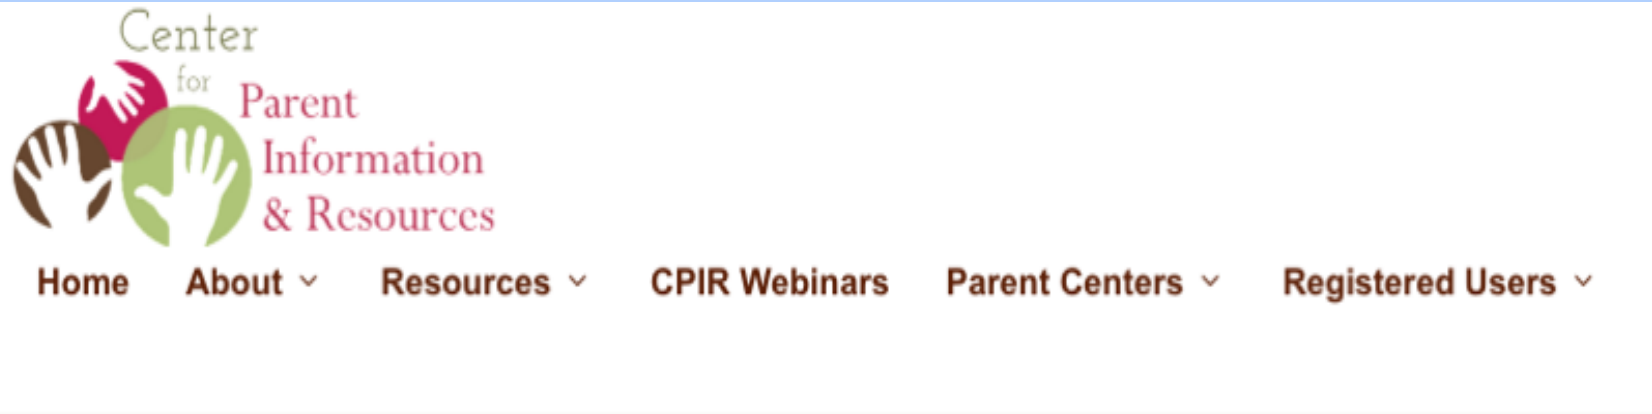 Center
for
Parent
Information
& Resources
Home About Resources CPIR Webinars Parent Centers Registered Users